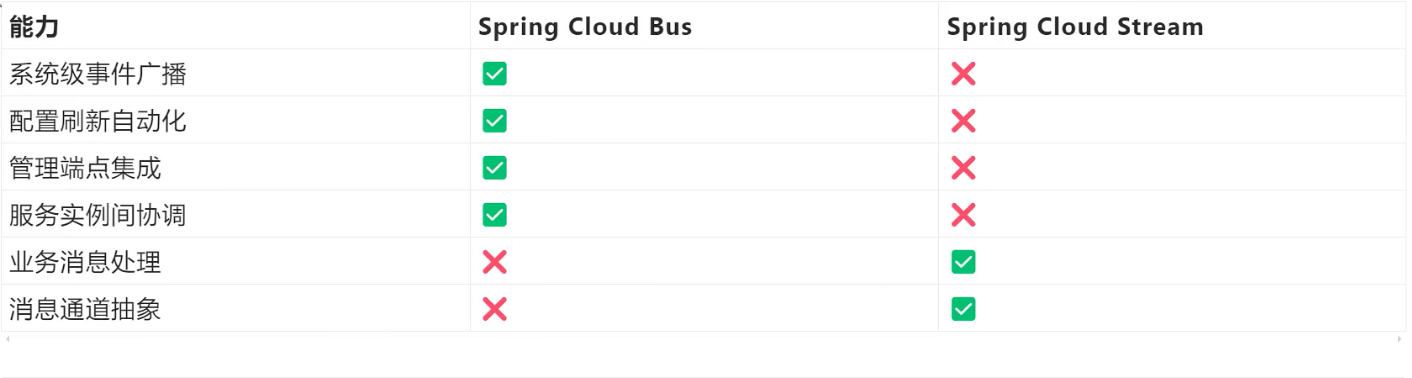 能力 Spring Cloud Bus Spring Cloud Stream
系统级事件广播 ✅ ❌
配置刷新自动化 ✅ ❌
管理端点集成 ✅ ❌
服务实例间协调 ✅ ❌
业务消息处理 ❌ ✅
消息通道抽象 ❌ ✅